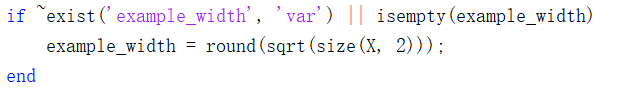 if ~exist('example_width', 'var') || isempty(example_width)
    example_width = round(sqrt(size(X, 2)));
end